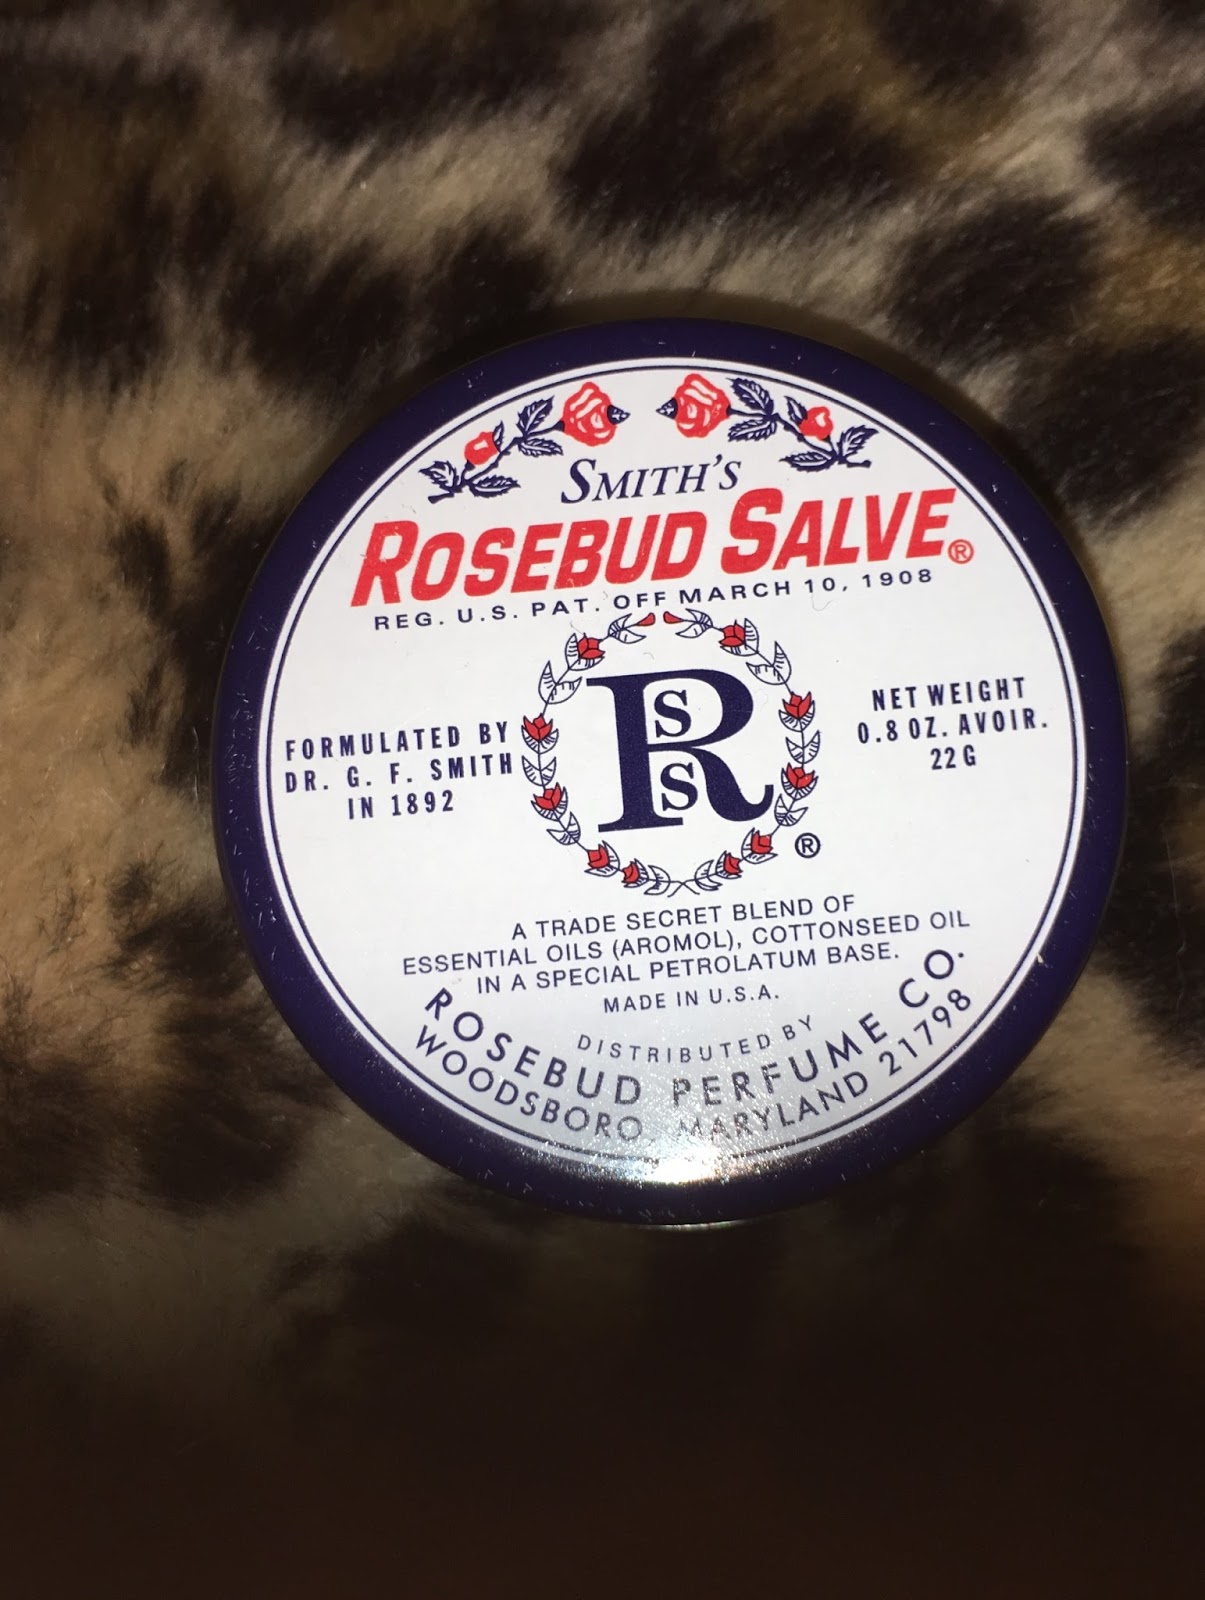 SMITH'S
ROSEBUD SALVE®
REG. U.S. PAT. OFF MARCH 10, 1908
FORMULATED BY
DR. G. F. SMITH
IN 1892
RSS
®
NET WEIGHT
0.8 OZ. AVOIR.
22G
A TRADE SECRET BLEND OF
ESSENTIAL OILS (AROMOL), COTTONSEED OIL
IN A SPECIAL PETROLATUM BASE.
MADE IN U.S.A.
DISTRIBUTED BY
ROSEBUD PERFUME CO.
WOODSBORO, MARYLAND 21798